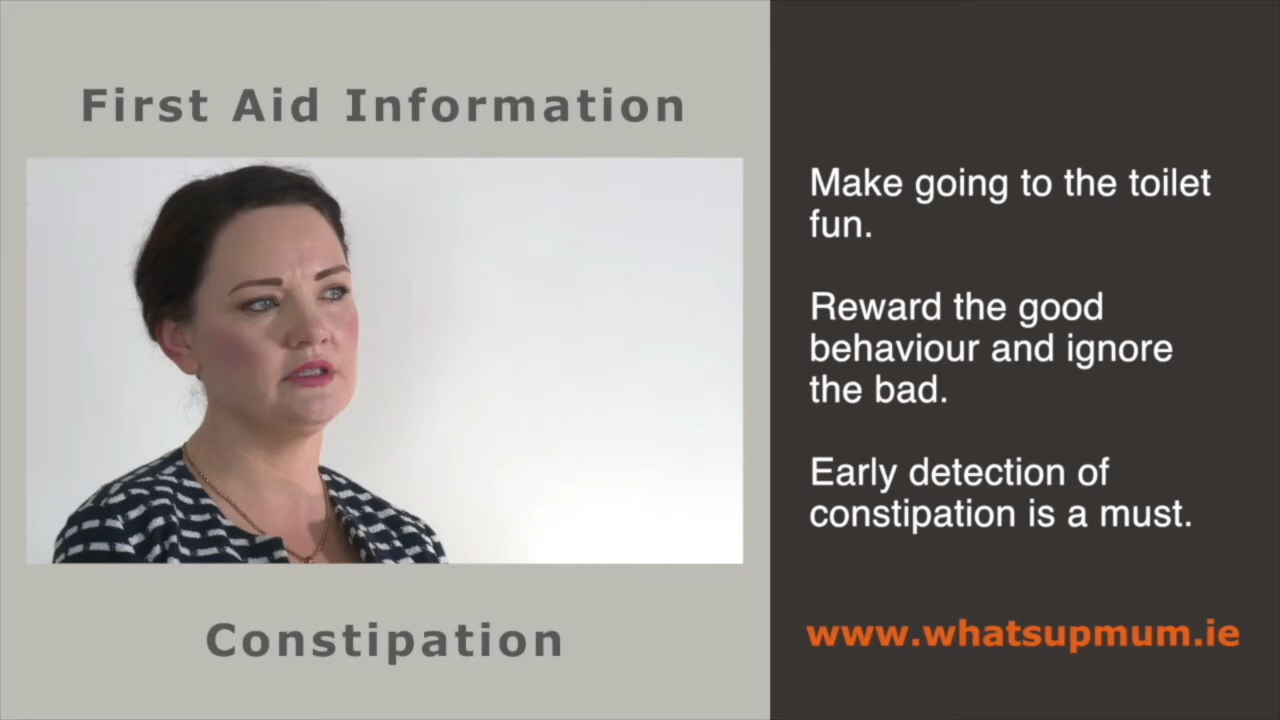 First Aid Information
Constipation
Make going to the toilet
fun.
Reward the good
behaviour and ignore
the bad.
Early detection of
constipation is a must.
www.whatsupmum.ie